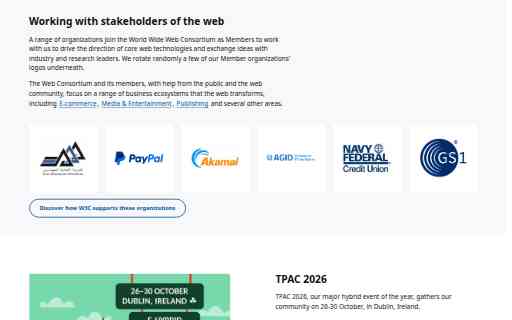 Working with stakeholders of the web
A range of organizations join the World Wide Web Consortium as Members to work
with us to drive the direction of core web technologies and exchange ideas with
industry and research leaders. We rotate randomly a few of our Member organizations'
logos underneath.
The Web Consortium and its members, with help from the public and the web
community, focus on a range of business ecosystems that the web transforms,
including E-commerce, Media & Entertainment, Publishing and several other areas.
PayPal
Akamai
AGID
NAVY
FEDERAL
Credit Union
GS1
Discover how W3C supports these organizations
26–30 OCTOBER
DUBLIN, IRELAND
TPAC 2026
TPAC 2026, our major hybrid event of the year, gathers our
community on 26-30 October, in Dublin, Ireland.